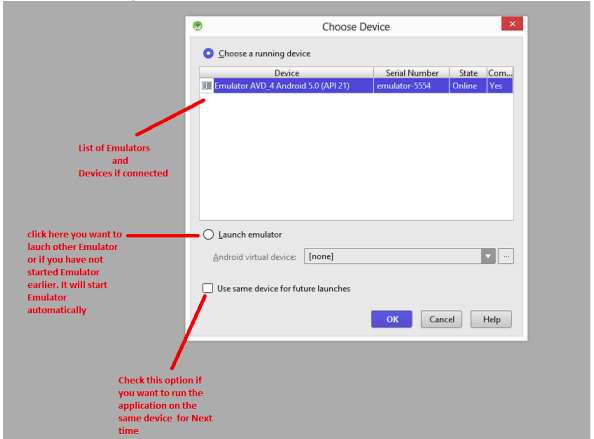 Choose Device
Choose a running device
Device Serial Number State Com...
Emulator AVD_4 Android 5.0 (API 21) emulator-5554 Online Yes
List of Emulators
and
Devices if connected
click here you want to
lauch other Emulator
or if you have not
started Emulator
earlier. It will start
Emulator
automatically
Launch emulator
Android virtual device: [none] ...
Use same device for future launches
OK Cancel Help
Check this option if
you want to run the
application on the
same device for Next
time